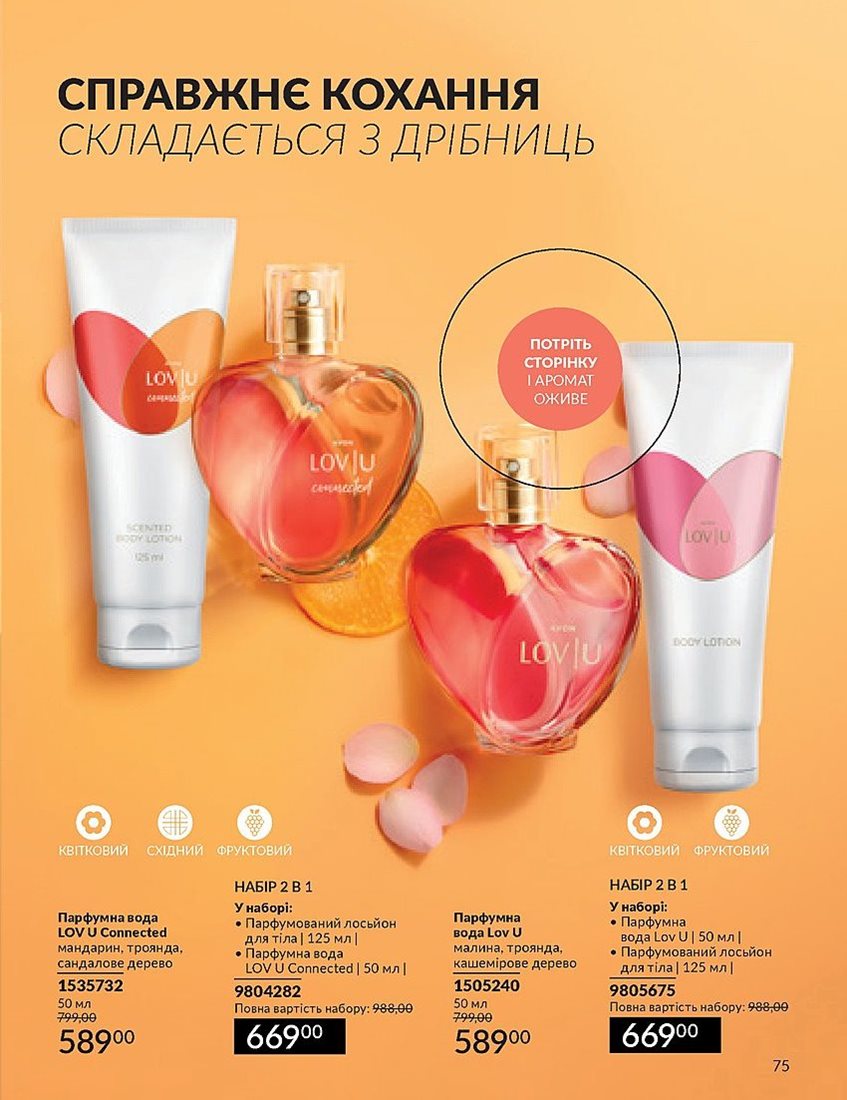 СПРАВЖНЄ КОХАННЯ
СКЛАДАЄТЬСЯ З ДРІБНИЦЬ
ПОТРІТЬ
СТОРІНКУ
І АРОМАТ
ОЖИВЕ
AVON
LOV|U
connected
SCENTED
BODY LOTION
125 ml
AVON
LOV|U
connected
AVON
LOV|U
AVON
LOV|U
BODY LOTION
КВІТКОВИЙ СХІДНИЙ ФРУКТОВИЙ
Парфумна вода
LOV U Connected
мандарин, троянда,
сандалове дерево
1535732
50 мл
799,00
58900
НАБІР 2 В 1
У наборі:
• Парфумований лосьйон
для тіла | 125 мл |
• Парфумна вода
LOV U Connected | 50 мл |
9804282
Повна вартість набору: 988,00
66900
Парфумна
вода Lov U
малина, троянда,
кашемірове дерево
1505240
50 мл
799,00
58900
КВІТКОВИЙ ФРУКТОВИЙ
НАБІР 2 В 1
У наборі:
• Парфумна
вода Lov U | 50 мл |
• Парфумований лосьйон
для тіла | 125 мл |
9805675
Повна вартість набору: 988,00
66900
75